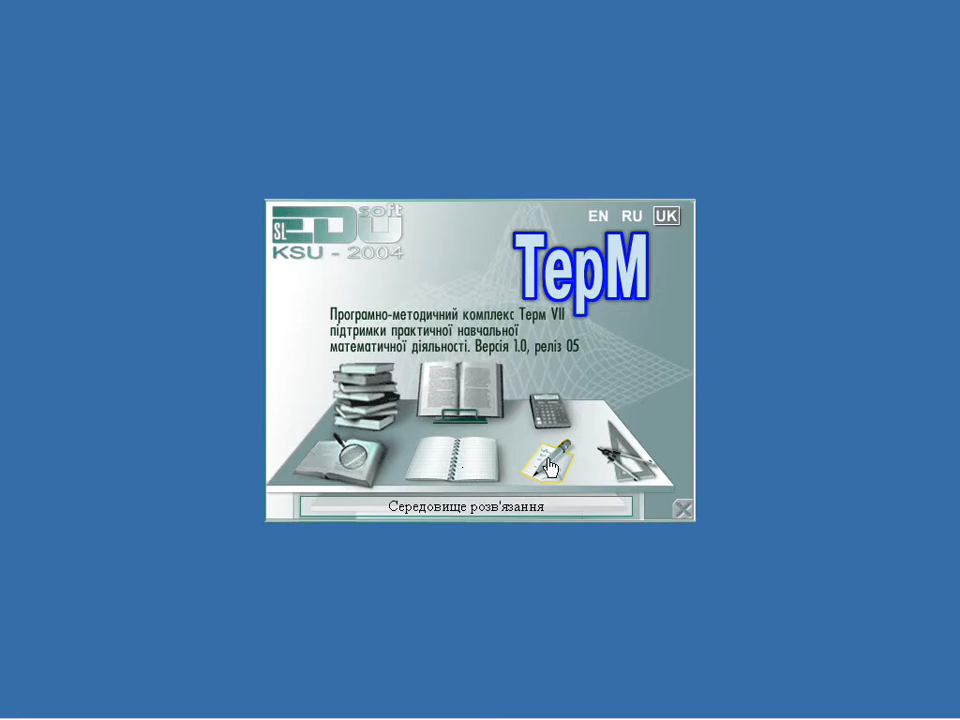 SL EDU soft
KSU - 2004
EN RU UK
ТерМ
Програмно-методичний комплекс Терм VII
підтримки практичної навчальної
математичної діяльності. Версія 1.0, реліз 05
Середовище розв'язання